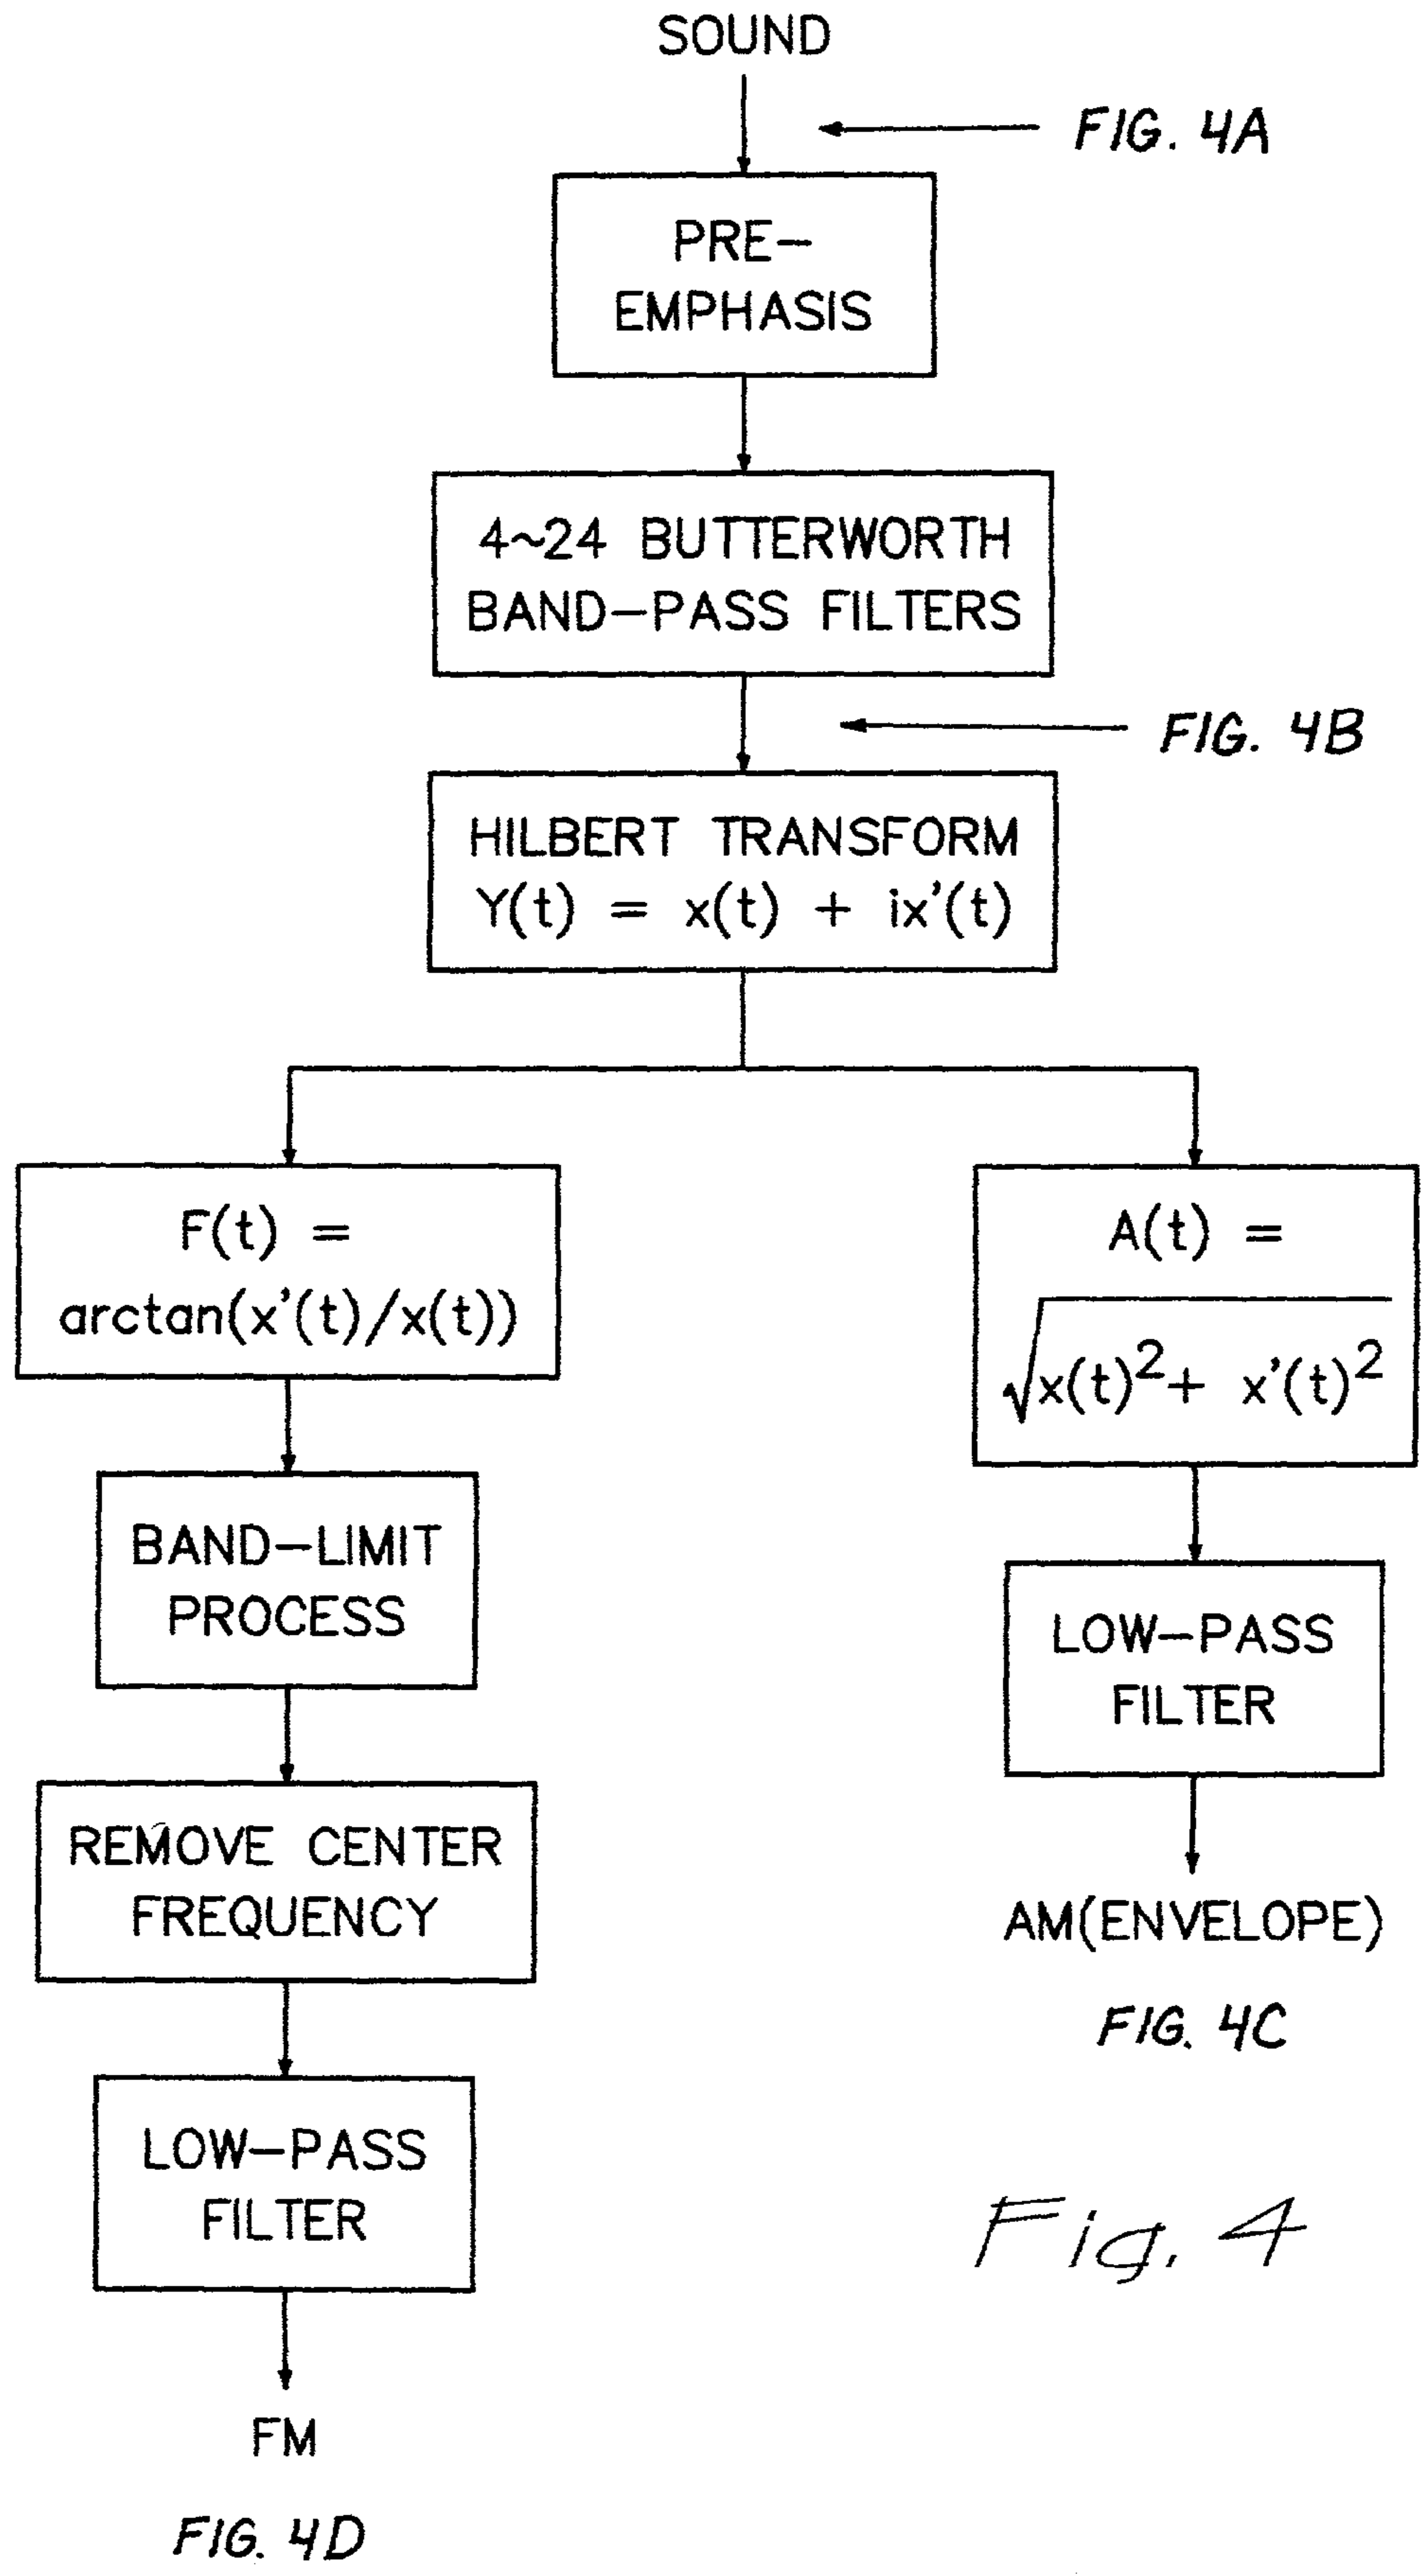 SOUND
FIG. 4A
PRE-
EMPHASIS
4~24 BUTTERWORTH
BAND-PASS FILTERS
FIG. 4B
HILBERT TRANSFORM
Y(t) = x(t) + ix'(t)
F(t) =
arctan(x'(t)/x(t))
A(t) =
√x(t)²+ x'(t)²
BAND-LIMIT
PROCESS
LOW-PASS
FILTER
REMOVE CENTER
FREQUENCY
AM(ENVELOPE)
FIG. 4C
LOW-PASS
FILTER
Fig. 4
FM
FIG. 4D